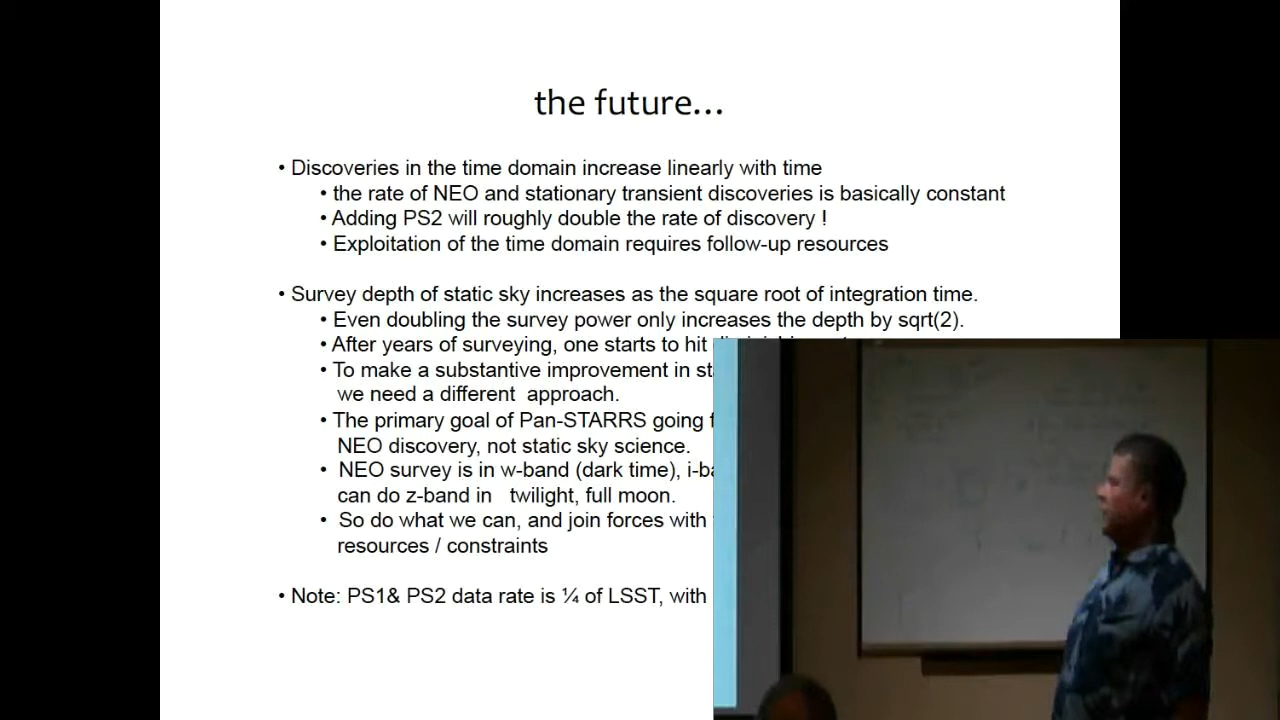 the future...
• Discoveries in the time domain increase linearly with time
• the rate of NEO and stationary transient discoveries is basically constant
• Adding PS2 will roughly double the rate of discovery !
• Exploitation of the time domain requires follow-up resources
• Survey depth of static sky increases as the square root of integration time.
• Even doubling the survey power only increases the depth by sqrt(2).
• After years of surveying, one starts to hit
• To make a substantive improvement in
we need a different approach.
• The primary goal of Pan-STARRS going
NEO discovery, not static sky science.
• NEO survey is in w-band (dark time),
can do z-band in twilight, full moon.
• So do what we can, and join forces with
resources / constraints
• Note: PS1& PS2 data rate is ¼ of LSST, with